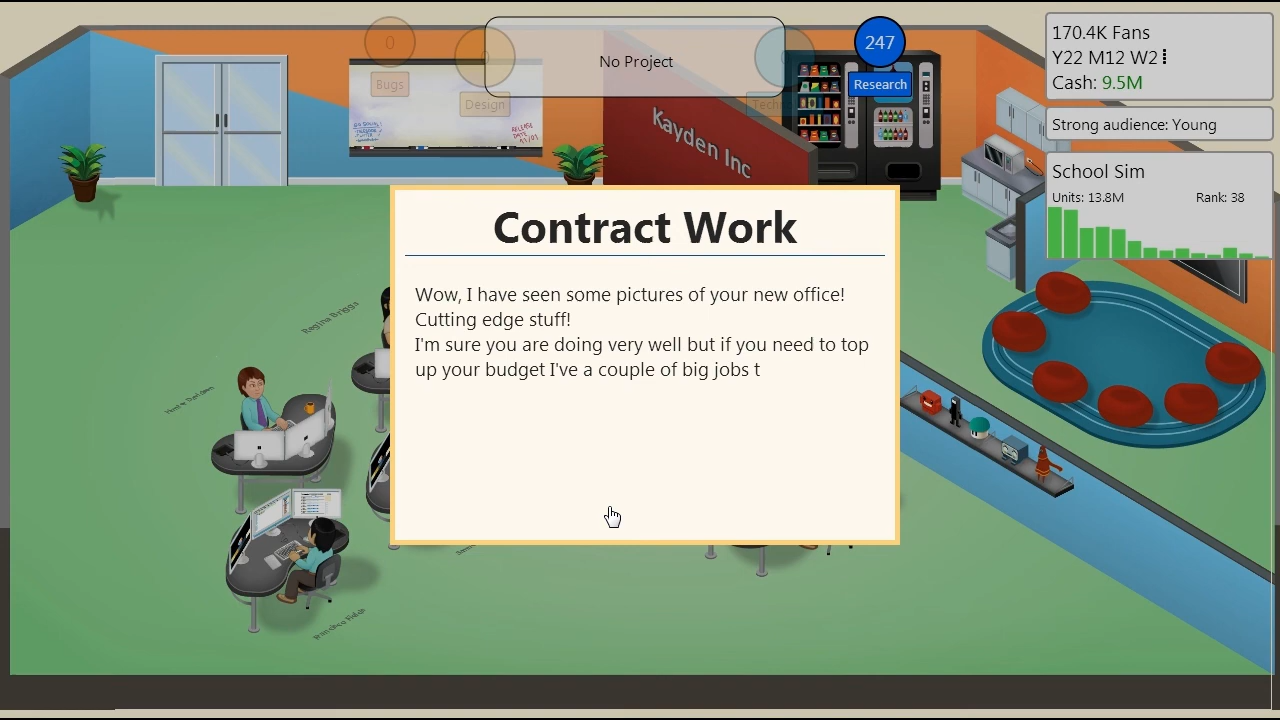 0
Bugs
Design
No Project
247
Research
170.4K Fans
Y22 M12 W2
Cash: 9.5M
Strong audience: Young
School Sim
Units: 13.8M Rank: 38
Kayden Inc
RELEASE
DATE
Contract Work
Wow, I have seen some pictures of your new office!
Cutting edge stuff!
I'm sure you are doing very well but if you need to top
up your budget I've a couple of big jobs t
Regina Briggs